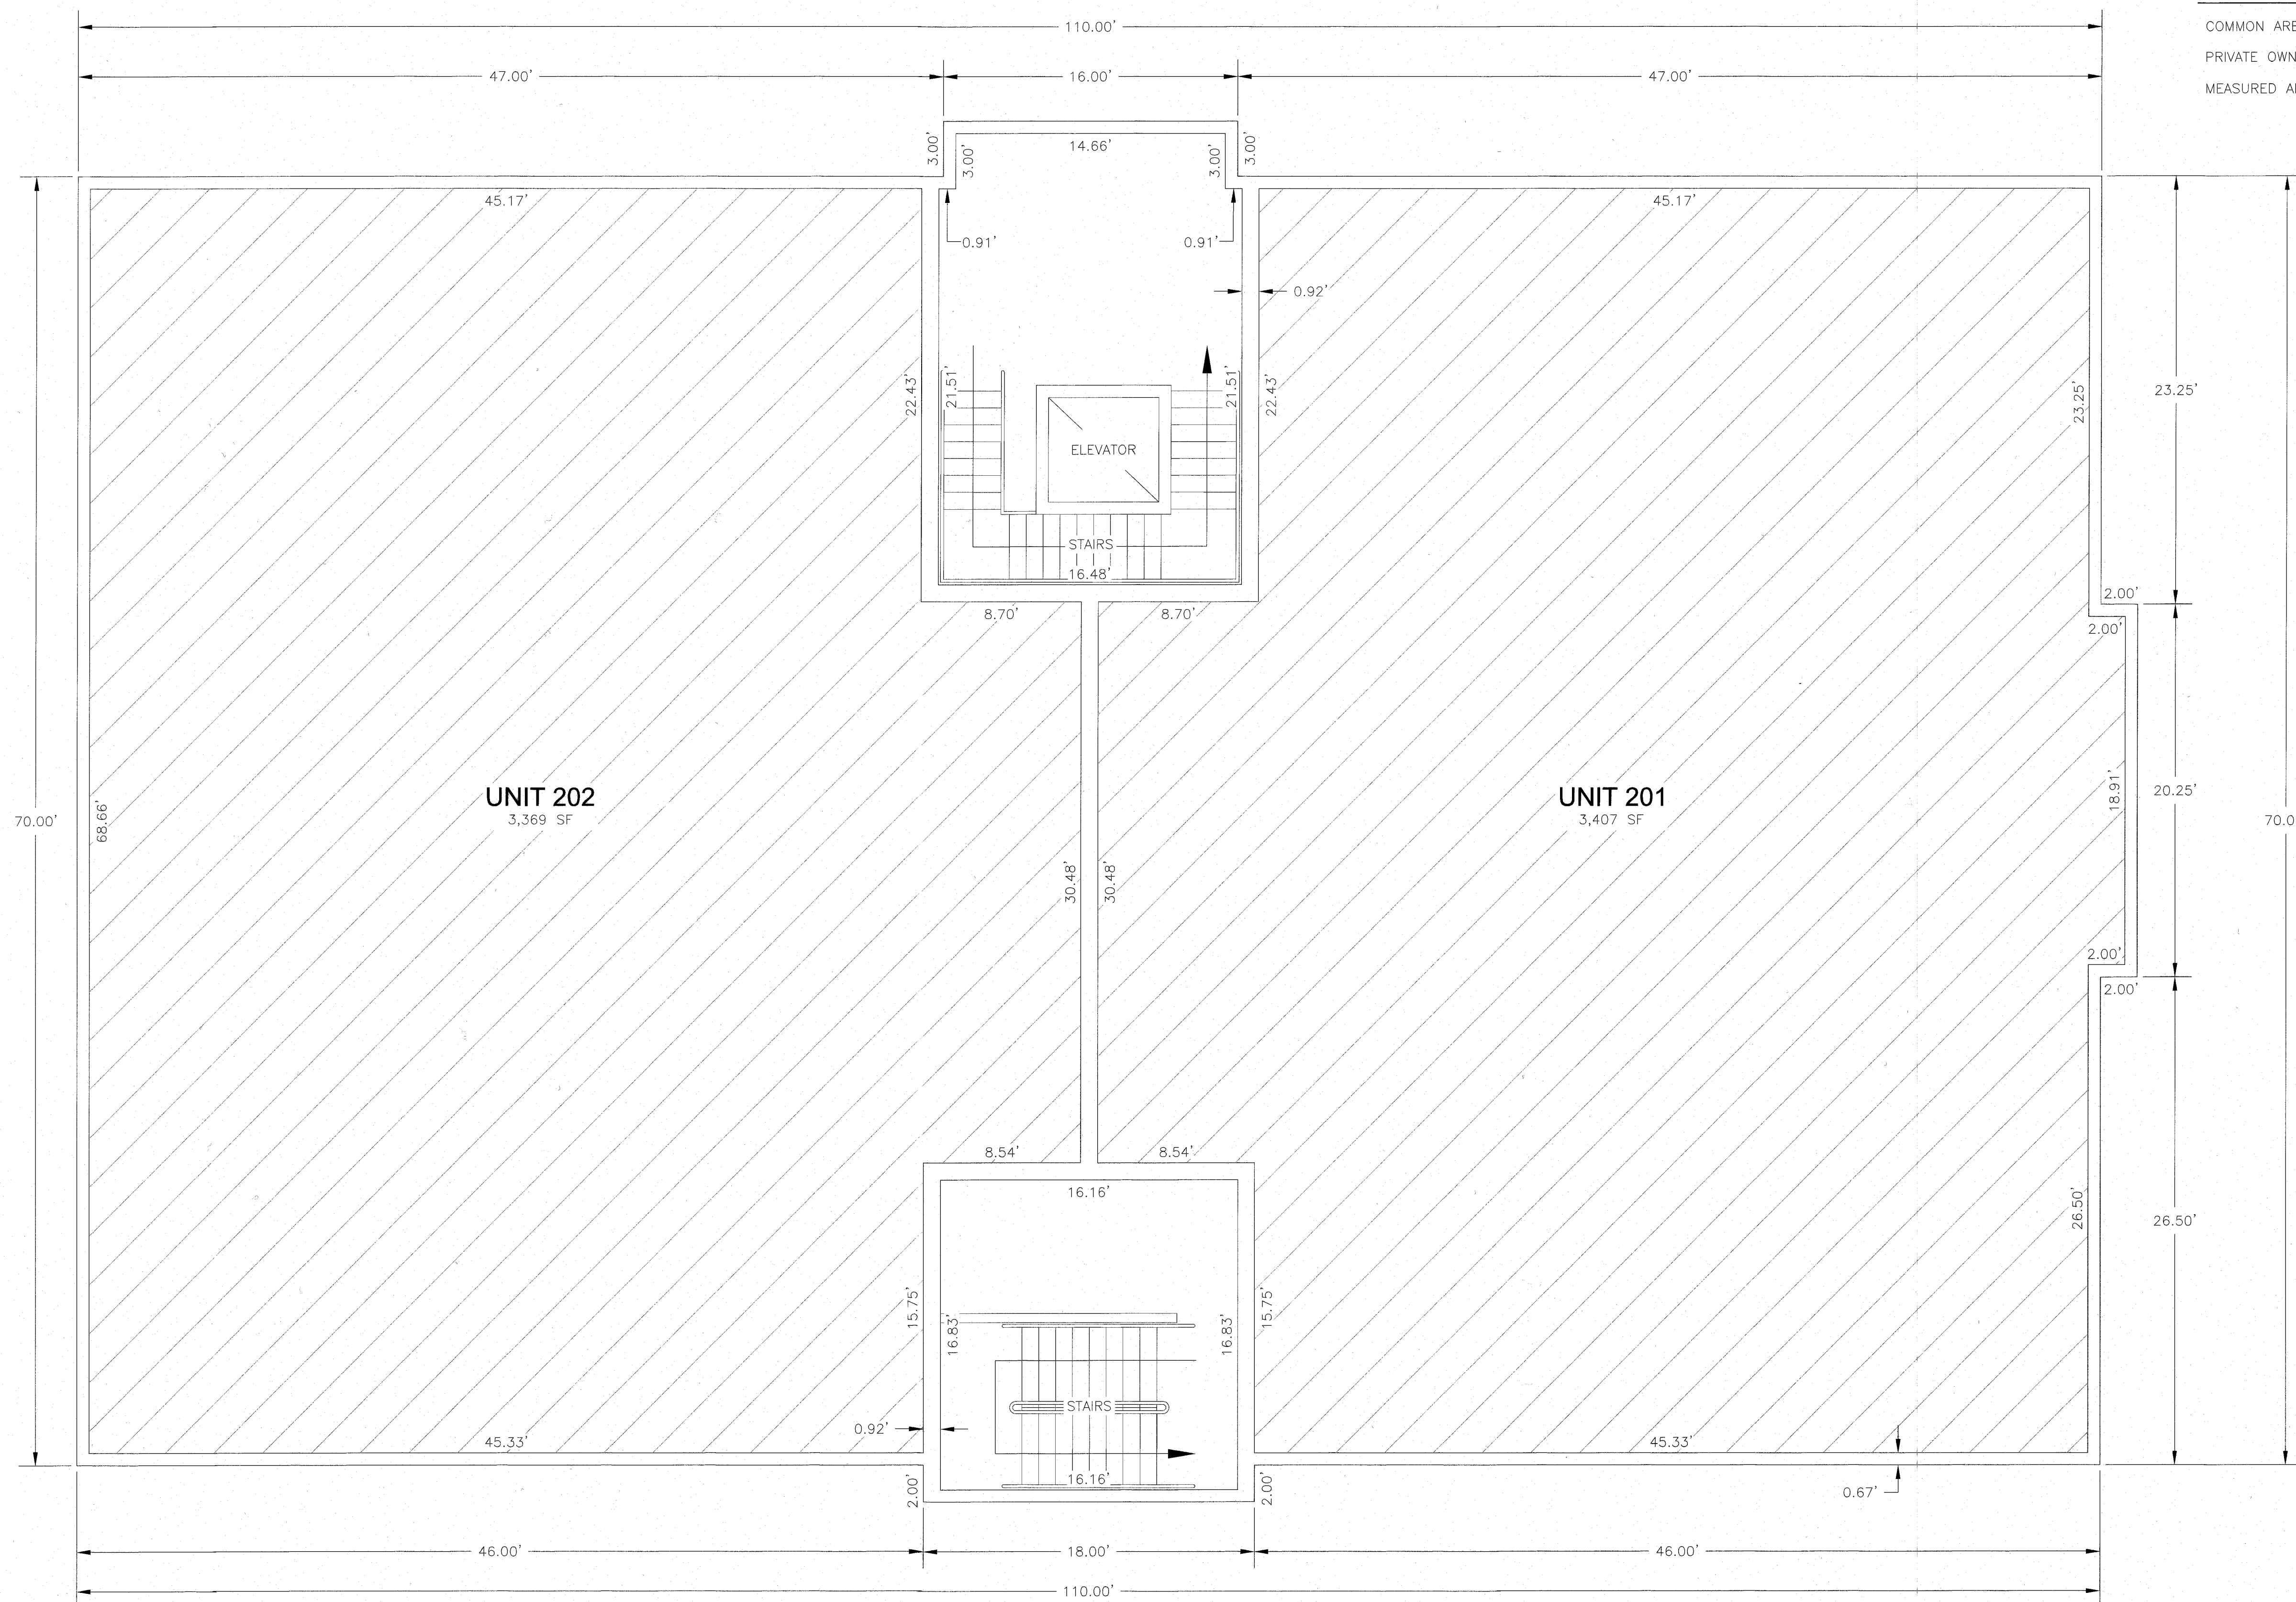 110.00'
COMMON ARE
47.00' 16.00' 47.00'
PRIVATE OWN
MEASURED A
3.00' 3.00' 14.66' 3.00' 3.00'
45.17' 45.17'
0.91' 0.91'
0.92'
22.43' 21.51' 21.51' 22.43' 23.25' 23.25'
ELEVATOR
STAIRS
16.48'
2.00'
8.70' 8.70' 2.00'
UNIT 202 UNIT 201
3,369 SF 3,407 SF
70.00' 68.66' 18.91' 20.25' 70.0
30.48' 30.48'
2.00'
2.00'
8.54' 8.54'
16.16'
26.50' 26.50'
15.75' 16.83' 16.83' 15.75'
STAIRS
0.92'
45.33' 45.33'
16.16'
2.00' 2.00' 0.67'
46.00' 18.00' 46.00'
110.00'